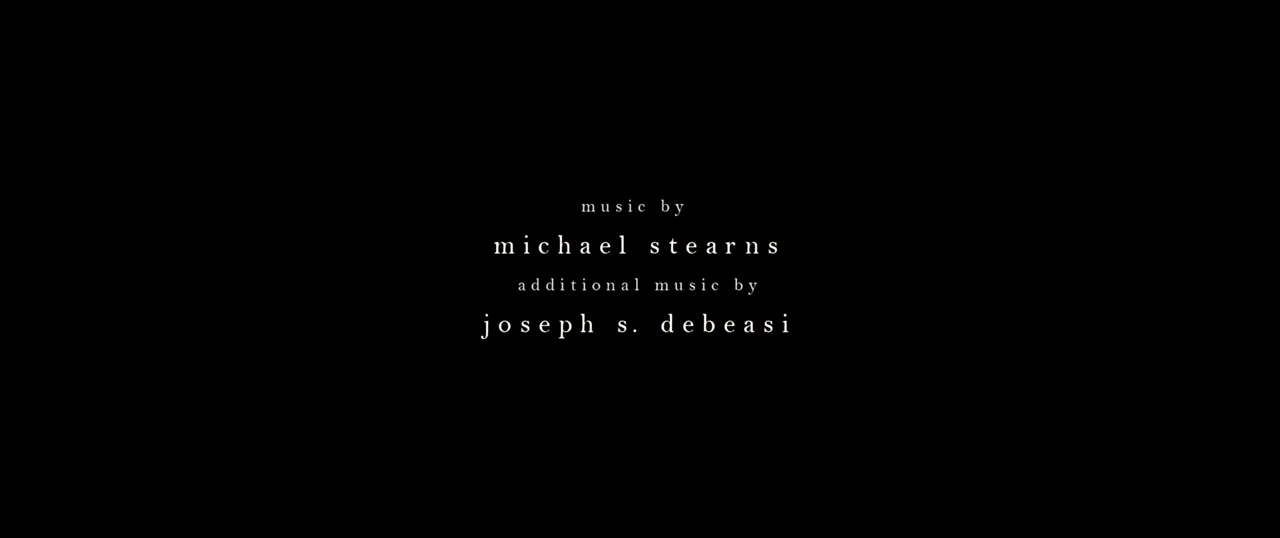 music by
michael stearns
additional music by
joseph s. debeasi